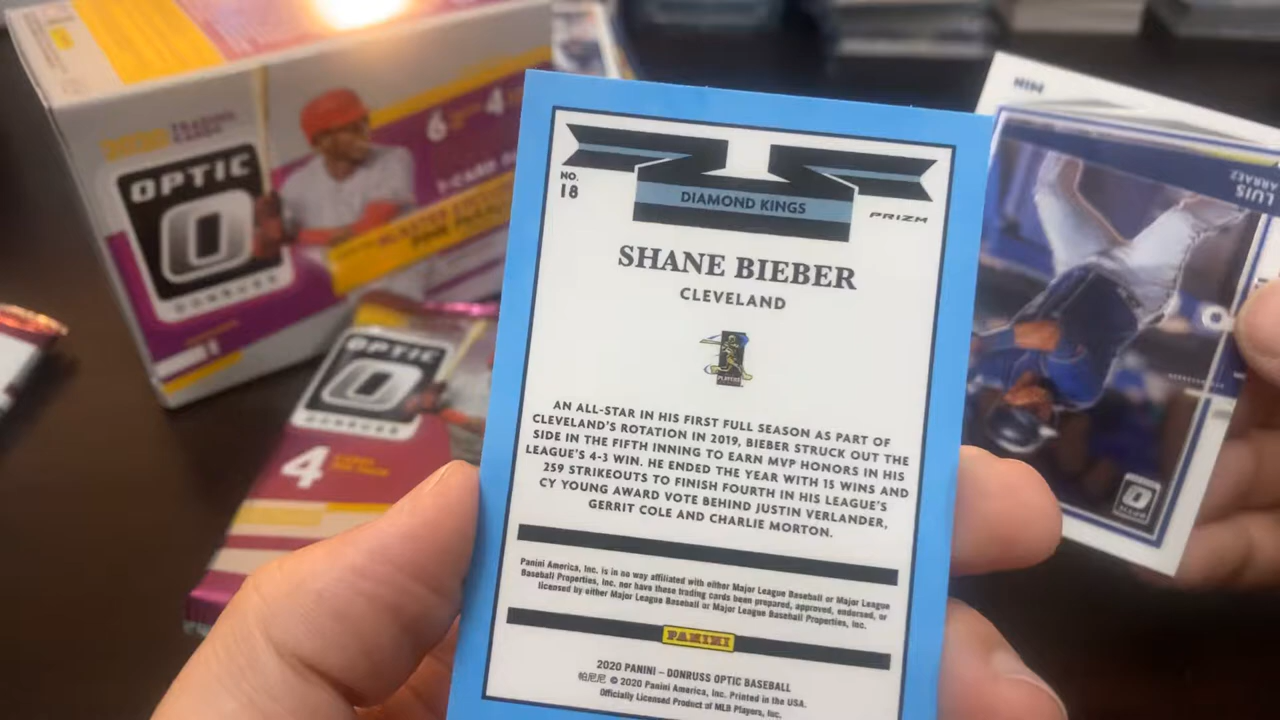 OPTIC
DONRUSS
6
4
OPTIC
DONRUSS
4
NO.
18
DIAMOND KINGS
PRIZM
SHANE BIEBER
CLEVELAND
PLAYERS
AN ALL-STAR IN HIS FIRST FULL SEASON AS PART OF
CLEVELAND'S ROTATION IN 2019, BIEBER STRUCK OUT THE
SIDE IN THE FIFTH INNING TO EARN MVP HONORS IN HIS
LEAGUE'S 4-3 WIN. HE ENDED THE YEAR WITH 15 WINS AND
259 STRIKEOUTS TO FINISH FOURTH IN HIS LEAGUE'S
CY YOUNG AWARD VOTE BEHIND JUSTIN VERLANDER,
GERRIT COLE AND CHARLIE MORTON.
Panini America, Inc. is in no way affiliated with either Major League Baseball or Major League
Baseball Properties, Inc. nor have these trading cards been prepared, approved, endorsed, or
licensed by either Major League Baseball or Major League Baseball Properties, Inc.
PANINI
2020 PANINI – DONRUSS OPTIC BASEBALL
帕尼尼 © 2020 Panini America, Inc. Printed in the USA.
Officially Licensed Product of MLB Players, Inc.
MIN
LUIS
ARRAEZ
OPTIC